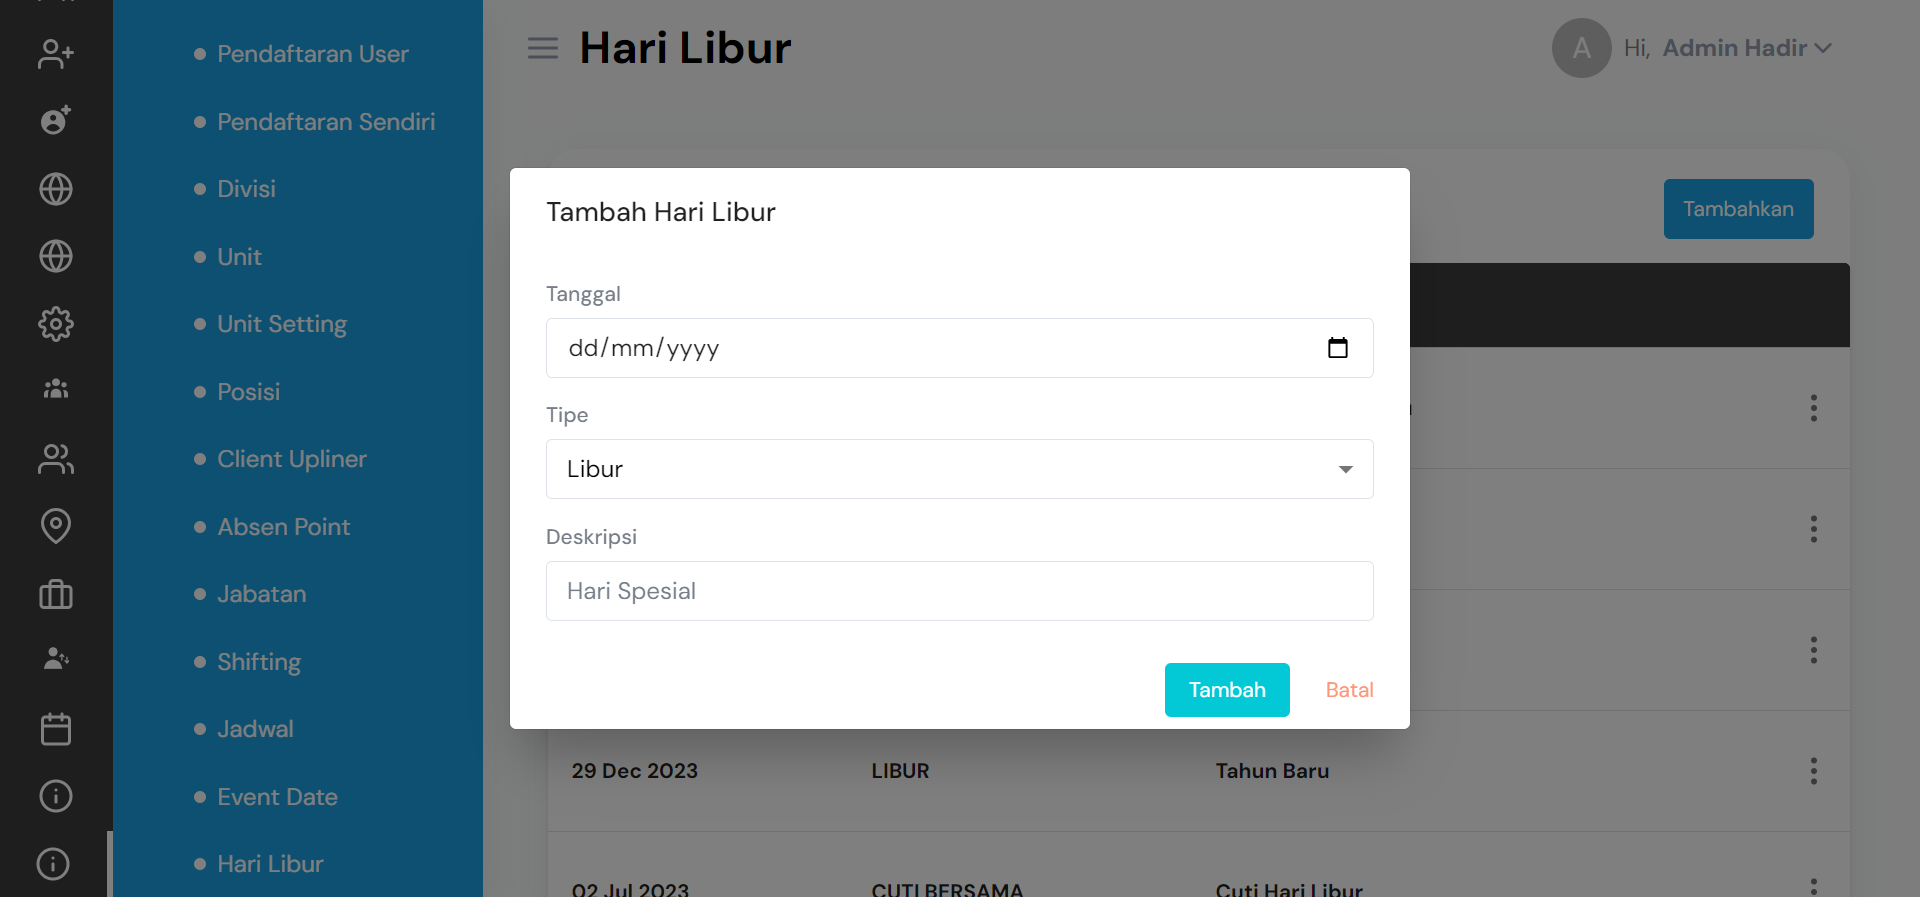 Pendaftaran User
Pendaftaran Sendiri
Divisi
Unit
Unit Setting
Posisi
Client Upliner
Absen Point
Jabatan
Shifting
Jadwal
Event Date
Hari Libur
Hari Libur
A
Hi, Admin Hadir
Tambahkan
Tambah Hari Libur
Tanggal
dd/mm/yyyy
Tipe
Libur
Deskripsi
Hari Spesial
Tambah Batal
29 Dec 2023 LIBUR Tahun Baru
02 Jul 2023 CUTI BERSAMA Cuti Hari Libur